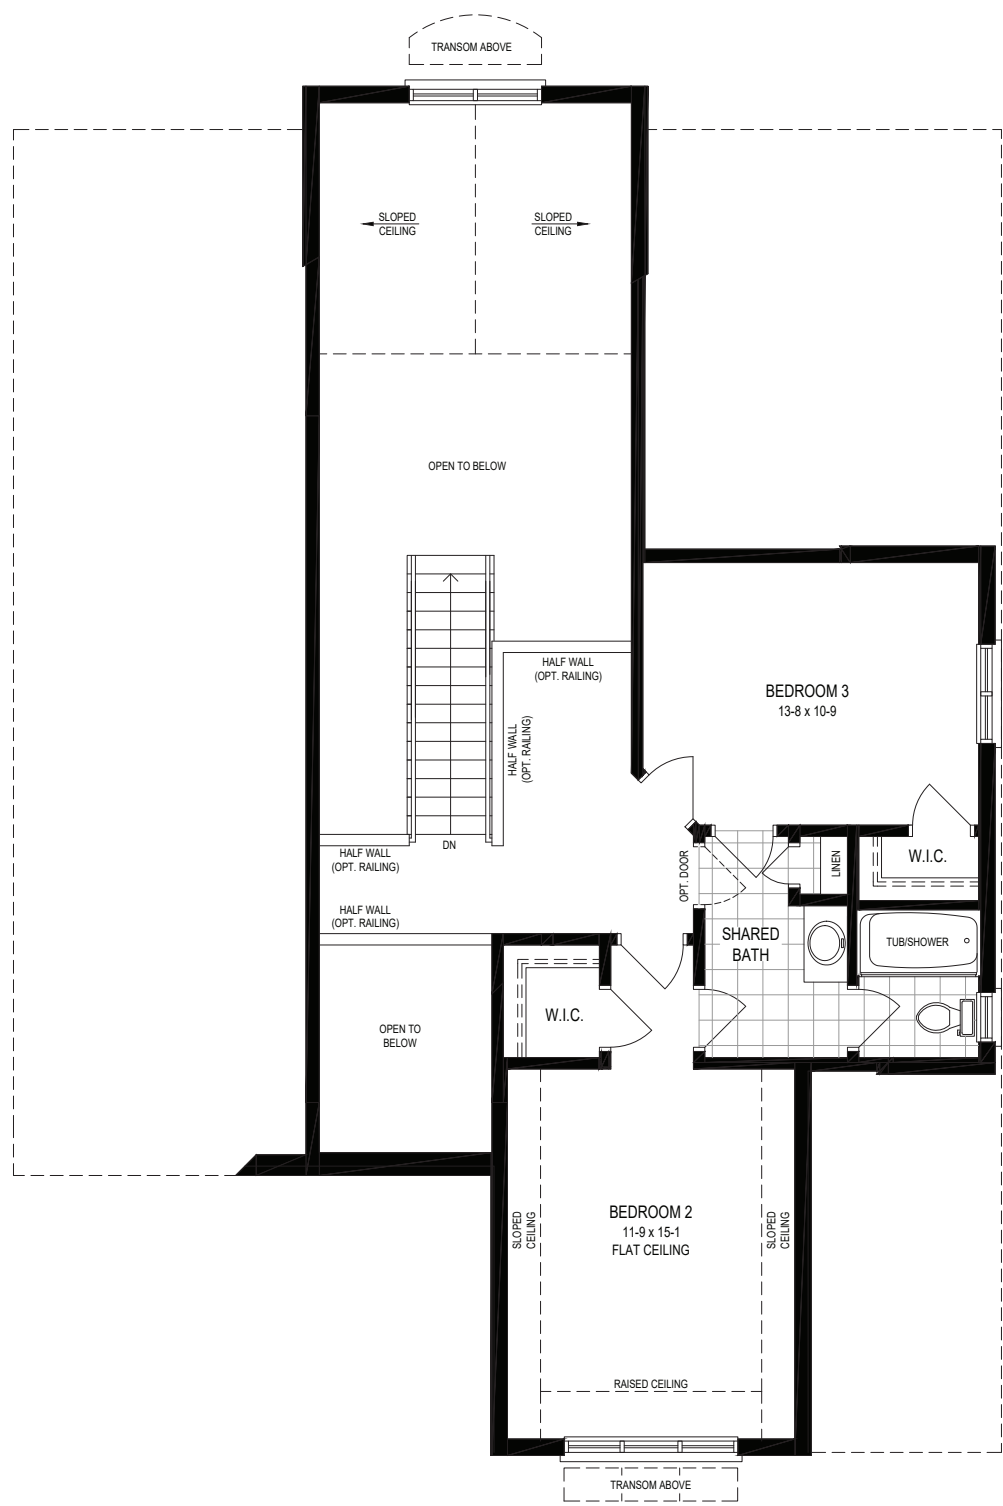 TRANSOM ABOVE
SLOPED
CEILING
SLOPED
CEILING
OPEN TO BELOW
HALF WALL
(OPT. RAILING)
BEDROOM 3
13-8 x 10-9
HALF WALL
(OPT. RAILING)
DN
HALF WALL
(OPT. RAILING)
OPT. DOOR
LINEN
W.I.C.
HALF WALL
(OPT. RAILING)
SHARED
BATH
TUB/SHOWER
W.I.C.
OPEN TO
BELOW
SLOPED
CEILING
BEDROOM 2
11-9 x 15-1
FLAT CEILING
SLOPED
CEILING
RAISED CEILING
TRANSOM ABOVE